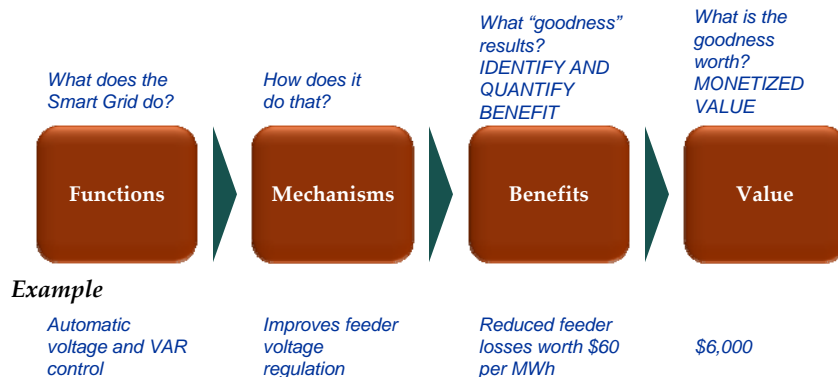 What does the
Smart Grid do?
How does it
do that?
What “goodness”
results?
IDENTIFY AND
QUANTIFY
BENEFIT
What is the
goodness
worth?
MONETIZED
VALUE
Functions
Mechanisms
Benefits
Value
Example
Automatic
voltage and VAR
control
Improves feeder
voltage
regulation
Reduced feeder
losses worth $60
per MWh
$6,000